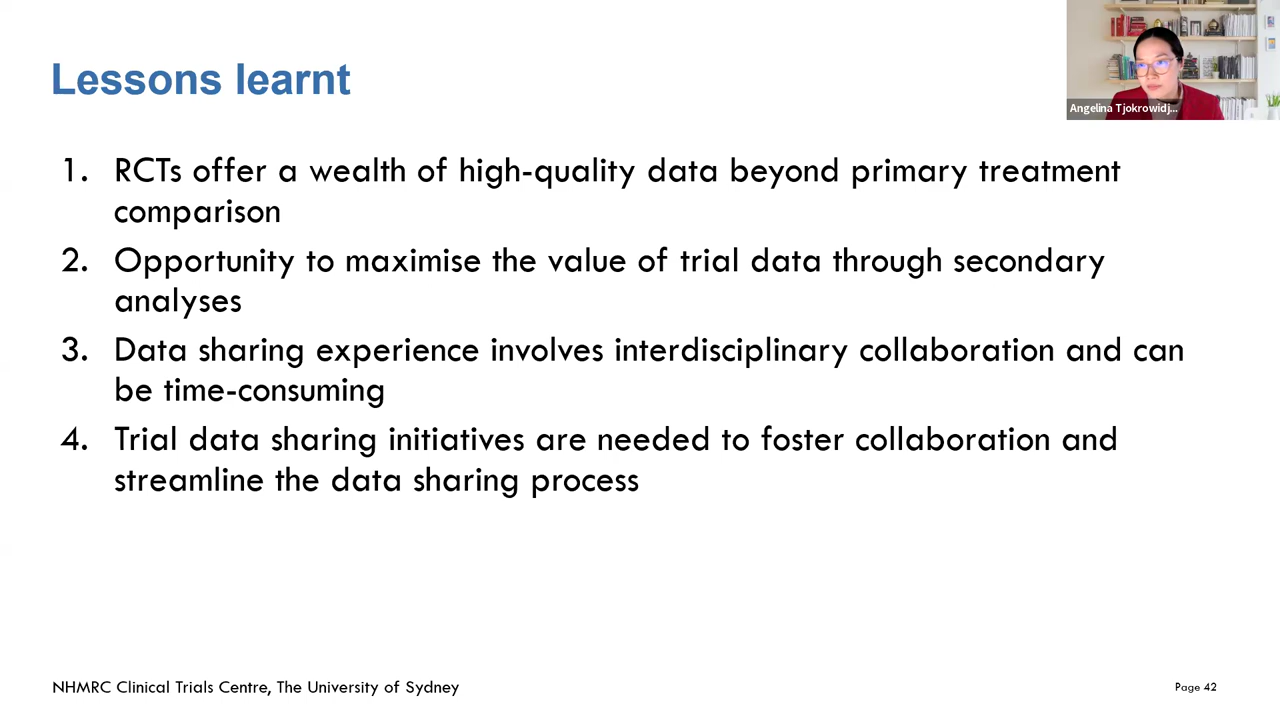 Lessons learnt
Angelina Tjokrowidj...
1. RCTs offer a wealth of high-quality data beyond primary treatment
comparison
2. Opportunity to maximise the value of trial data through secondary
analyses
3. Data sharing experience involves interdisciplinary collaboration and can
be time-consuming
4. Trial data sharing initiatives are needed to foster collaboration and
streamline the data sharing process
NHMRC Clinical Trials Centre, The University of Sydney
Page 42